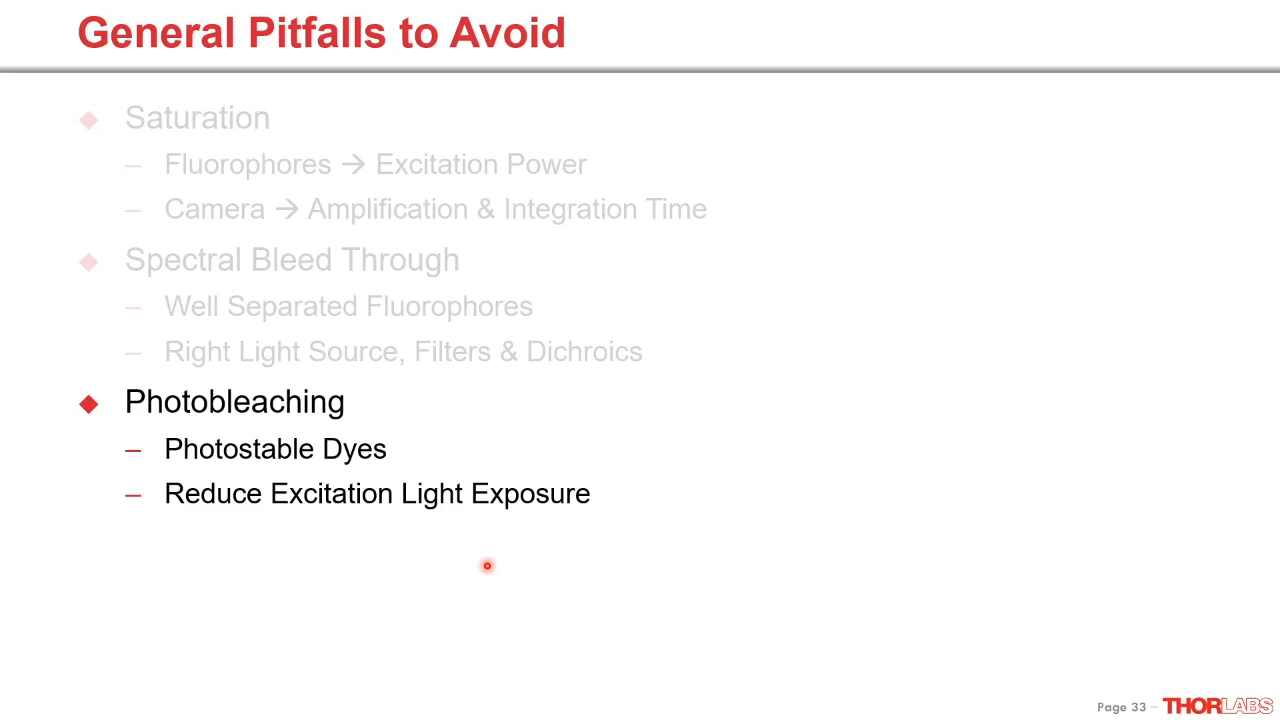 General Pitfalls to Avoid
◆ Saturation
– Fluorophores → Excitation Power
– Camera → Amplification & Integration Time
◆ Spectral Bleed Through
– Well Separated Fluorophores
– Right Light Source, Filters & Dichroics
◆ Photobleaching
– Photostable Dyes
– Reduce Excitation Light Exposure
Page 33 – THORLABS